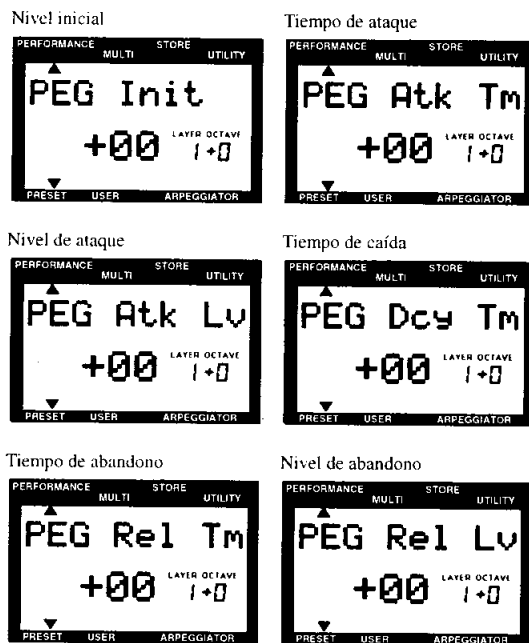 Nivel inicial
PERFORMANCE STORE
MULTI UTILITY
PEG Init
+00 LAYER OCTAVE
1 +0
PRESET USER ARPEGGIATOR
Tiempo de ataque
PERFORMANCE STORE
MULTI UTILITY
PEG Atk Tm
+00 LAYER OCTAVE
1 +0
PRESET USER ARPEGGIATOR
Nivel de ataque
PERFORMANCE STORE
MULTI UTILITY
PEG Atk Lv
+00 LAYER OCTAVE
1 +0
PRESET USER ARPEGGIATOR
Tiempo de caída
PERFORMANCE STORE
MULTI UTILITY
PEG Dcy Tm
+00 LAYER OCTAVE
1 +0
PRESET USER ARPEGGIATOR
Tiempo de abandono
PERFORMANCE STORE
MULTI UTILITY
PEG Rel Tm
+00 LAYER OCTAVE
1 +0
PRESET USER ARPEGGIATOR
Nivel de abandono
PERFORMANCE STORE
MULTI UTILITY
PEG Rel Lv
+00 LAYER OCTAVE
1 +0
PRESET USER ARPEGGIATOR